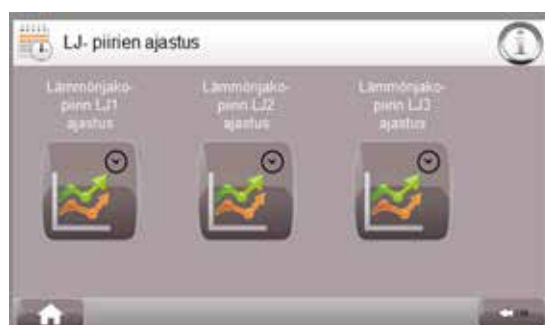 LJ- piirien ajastus
Lämmönjako-
piirin LJ1
ajastus
Lämmönjako-
piirin LJ2
ajastus
Lämmönjako-
piirin LJ3
ajastus